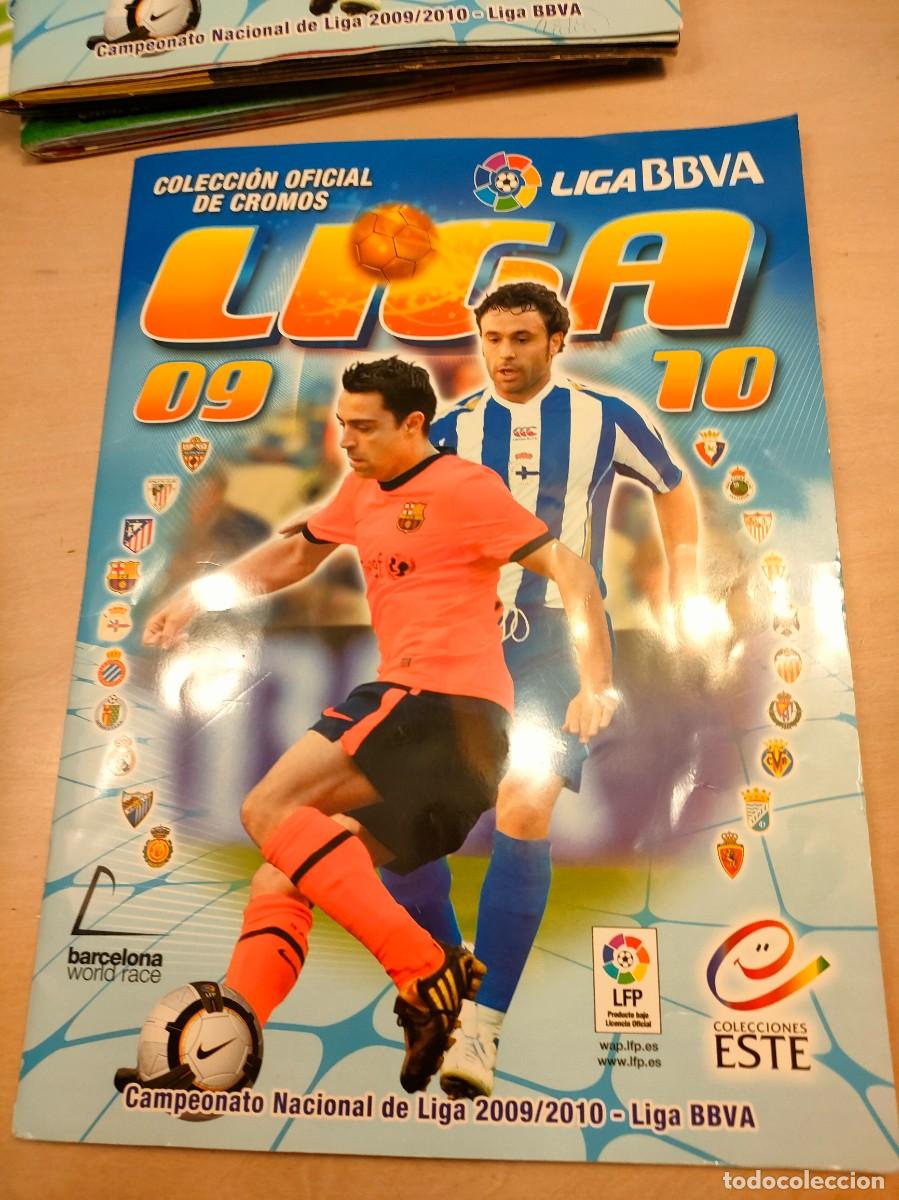 Campeonato Nacional de Liga 2009/2010 - Liga BBVA
COLECCIÓN OFICIAL
DE CROMOS
LIGA BBVA
LIGA
09
10
barcelona
world race
LFP
Producto bajo
Licencia Oficial
wap.lfp.es
www.lfp.es
COLECCIONES
ESTE
Campeonato Nacional de Liga 2009/2010 - Liga BBVA
todocoleccion